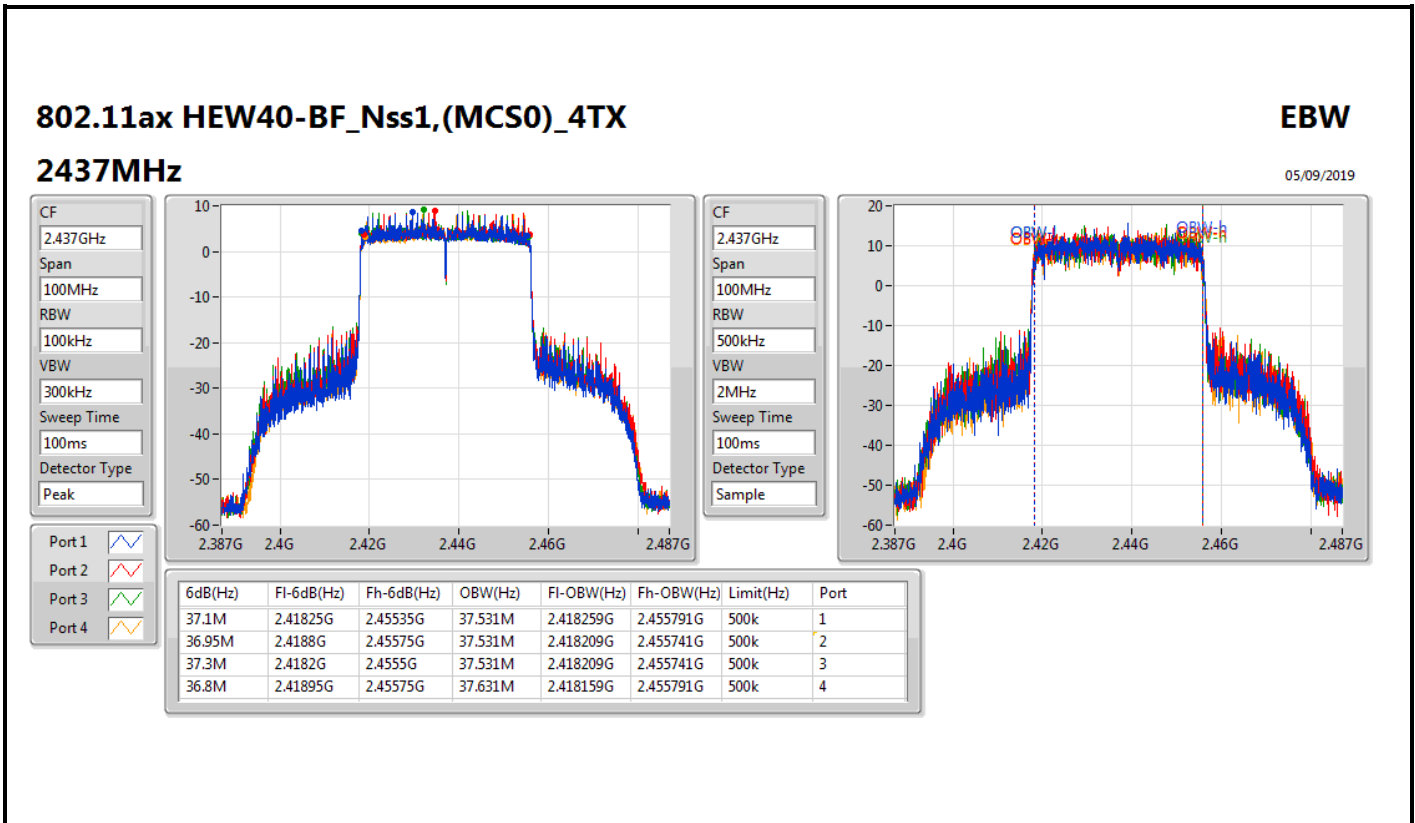 802.11ax HEW40-BF_Nss1,(MCS0)_4TX
EBW
2437MHz
05/09/2019
CF
2.437GHz
Span
100MHz
RBW
100kHz
VBW
300kHz
Sweep Time
100ms
Detector Type
Peak
10
0
-10
-20
-30
-40
-50
-60
2.387G 2.4G 2.42G 2.44G 2.46G 2.487G
CF
2.437GHz
Span
100MHz
RBW
500kHz
VBW
2MHz
Sweep Time
100ms
Detector Type
Sample
20
10
0
-10
-20
-30
-40
-50
-60
OBW-h
2.387G 2.4G 2.42G 2.44G 2.46G 2.487G
Port 1
Port 2
Port 3
Port 4
6dB(Hz) Fl-6dB(Hz) Fh-6dB(Hz) OBW(Hz) Fl-OBW(Hz) Fh-OBW(Hz) Limit(Hz) Port
37.1M 2.41825G 2.45535G 37.531M 2.418259G 2.455791G 500k 1
36.95M 2.4188G 2.45575G 37.531M 2.418209G 2.455741G 500k 2
37.3M 2.4182G 2.4555G 37.531M 2.418209G 2.455741G 500k 3
36.8M 2.41895G 2.45575G 37.631M 2.418159G 2.455791G 500k 4